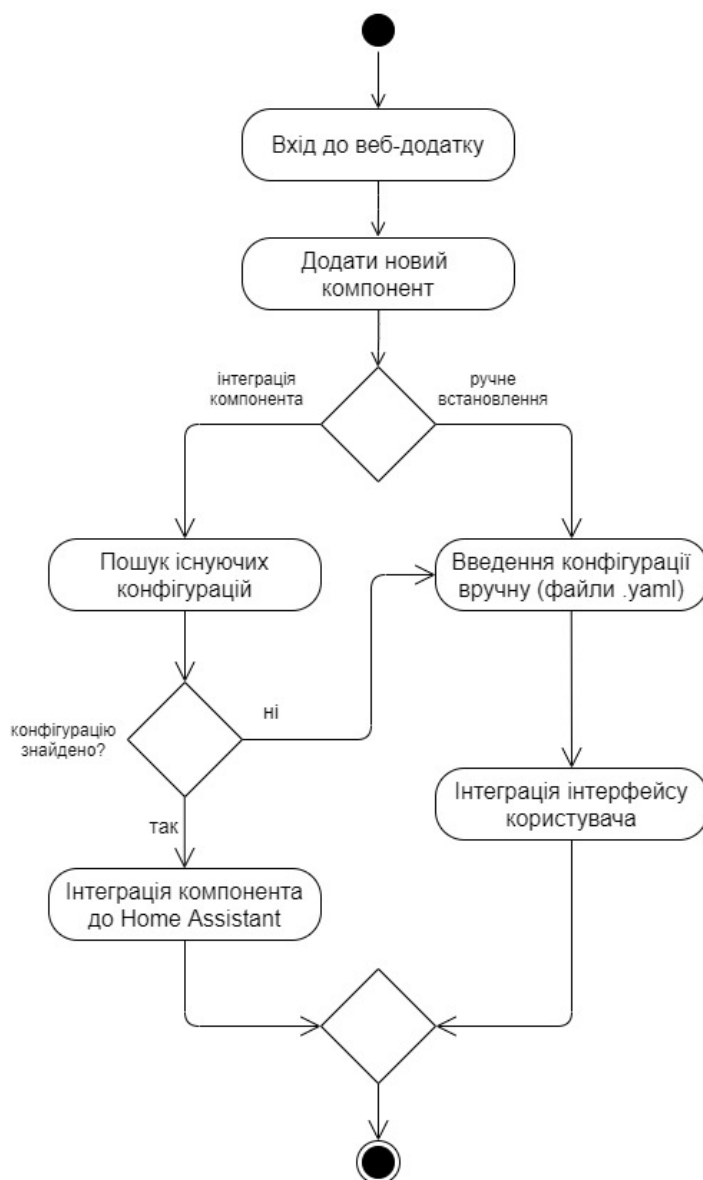 Вхід до веб-додатку
Додати новий
компонент
інтеграція
компонента
ручне
встановлення
Пошук існуючих
конфігурацій
Введення конфігурації
вручну (файли .yaml)
конфігурацію
знайдено?
ні
так
Інтеграція інтерфейсу
користувача
Інтеграція компонента
до Home Assistant